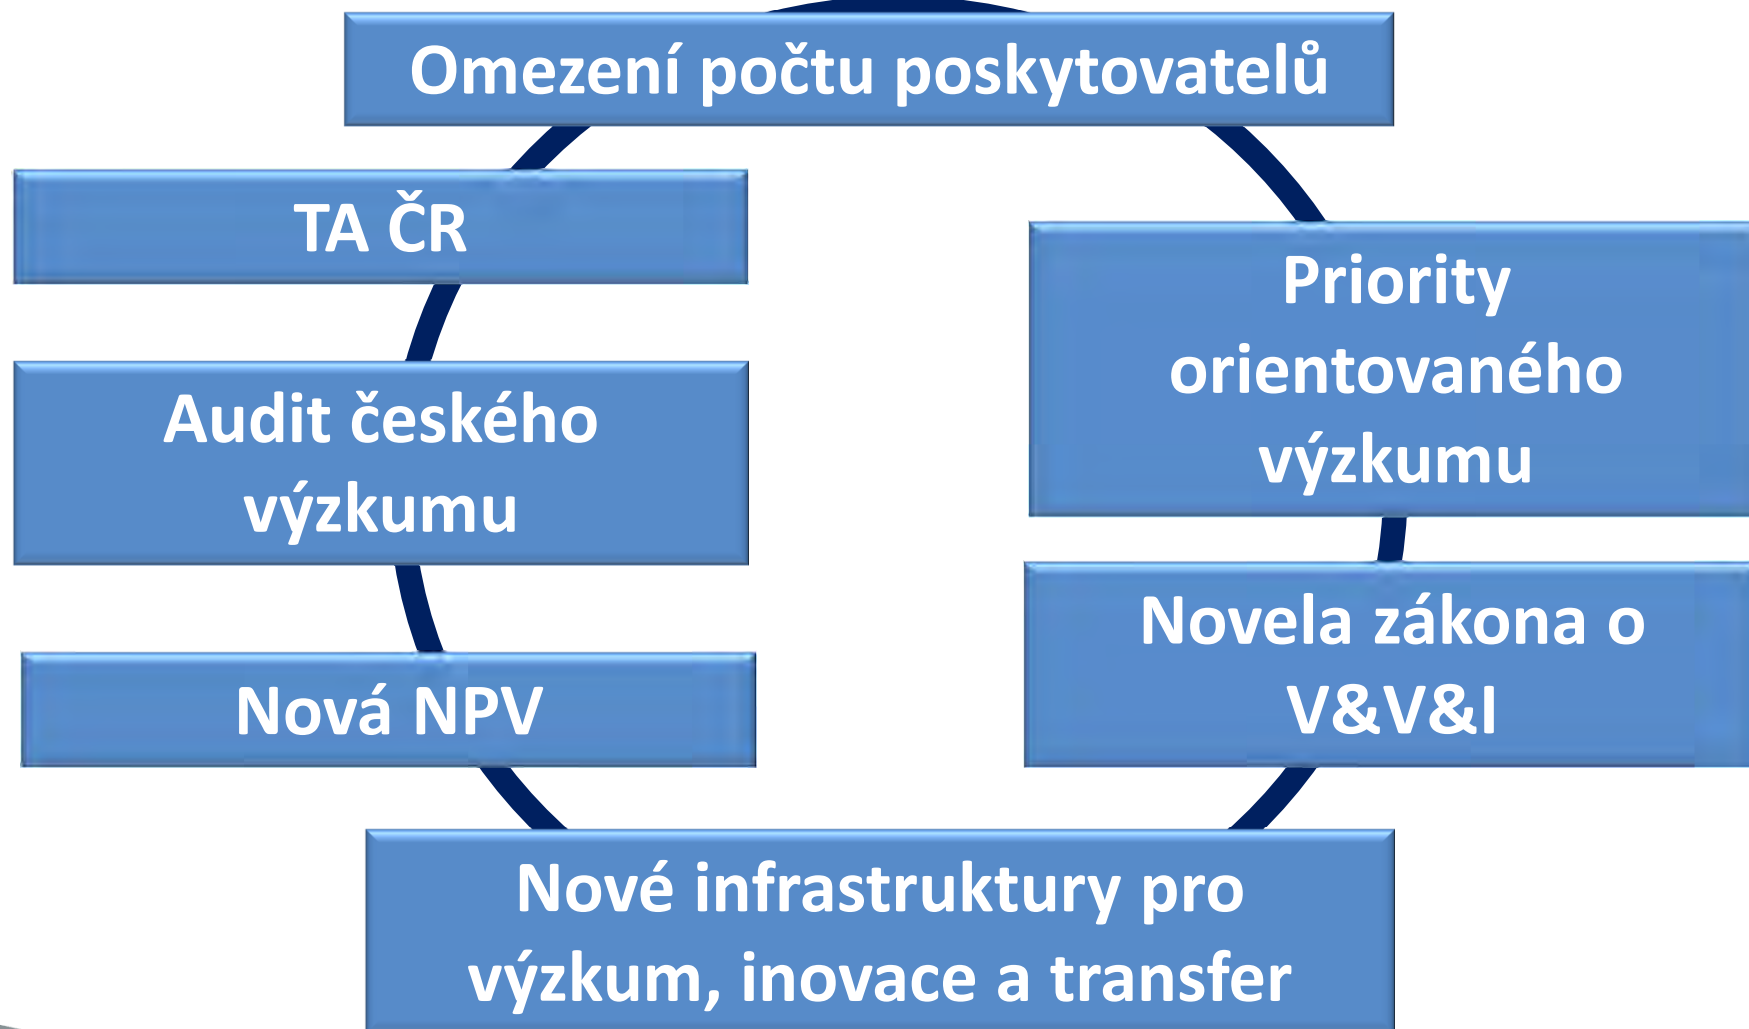 Omezení počtu poskytovatelů
TA ČR
Audit českého
výzkumu
Nová NPV
Priority
orientovaného
výzkumu
Novela zákona o
V&V&I
Nové infrastruktury pro
výzkum, inovace a transfer